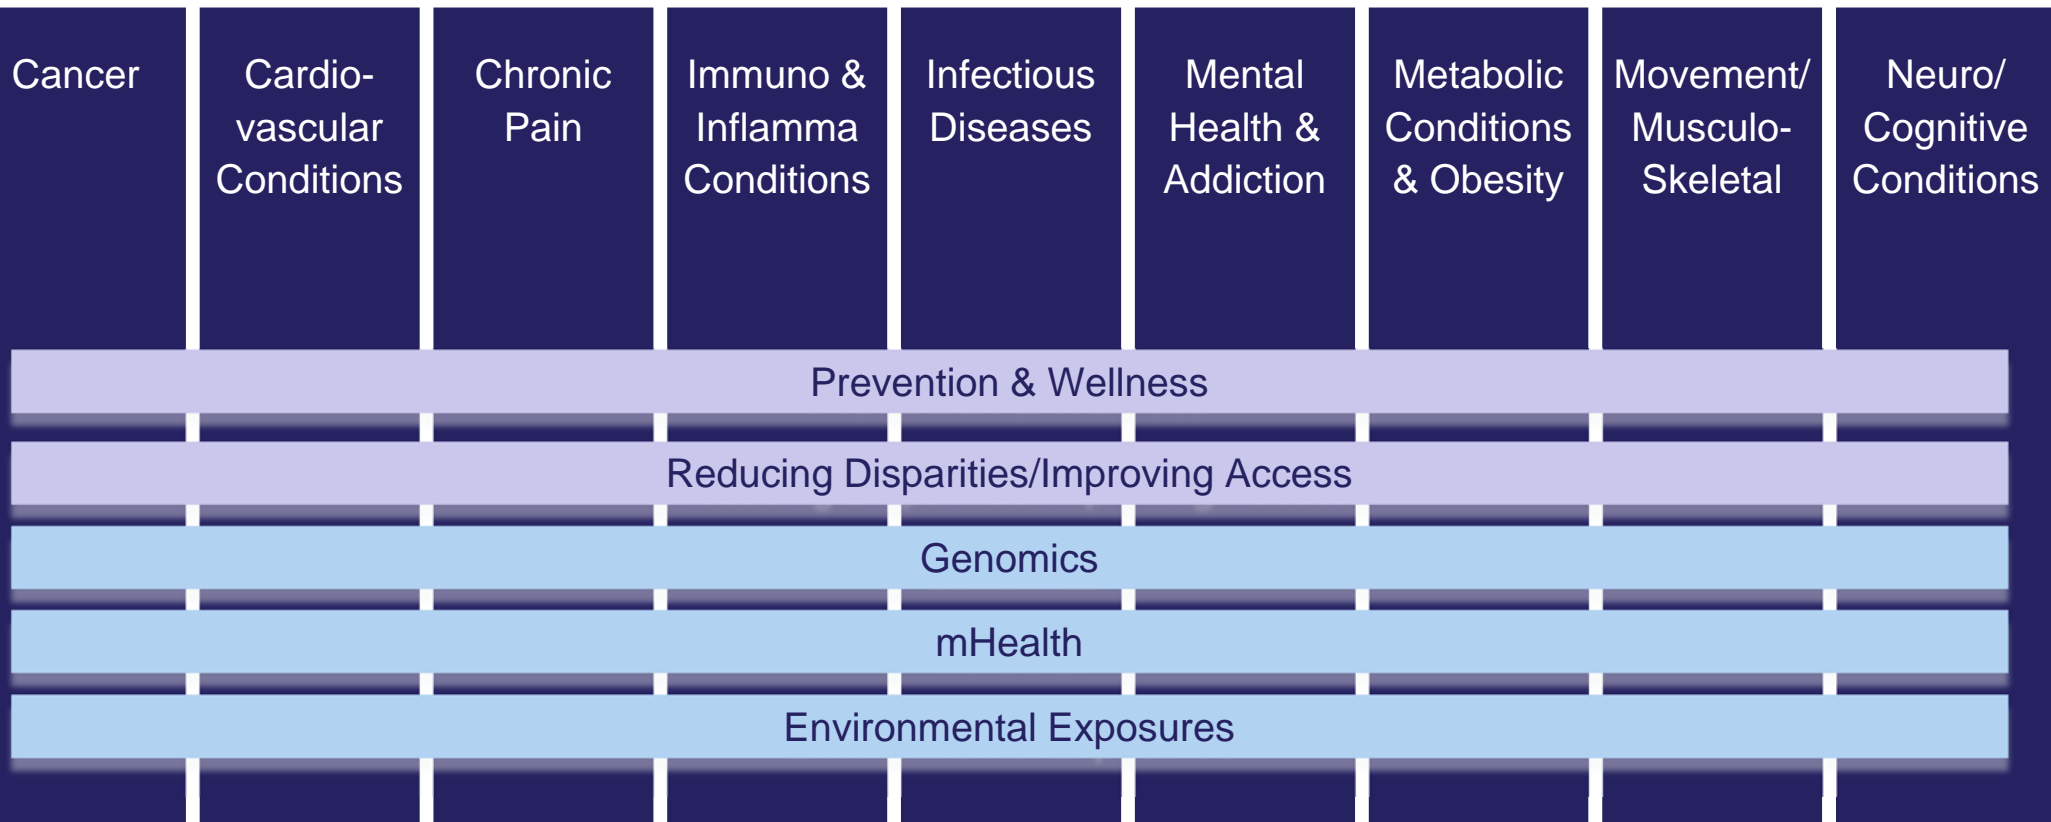 Cancer
Cardio-
vascular
Conditions
Chronic
Pain
Immuno &
Inflamma
Conditions
Infectious
Diseases
Mental
Health &
Addiction
Metabolic
Conditions
& Obesity
Movement/
Musculo-
Skeletal
Neuro/
Cognitive
Conditions
Prevention & Wellness
Reducing Disparities/Improving Access
Genomics
mHealth
Environmental Exposures